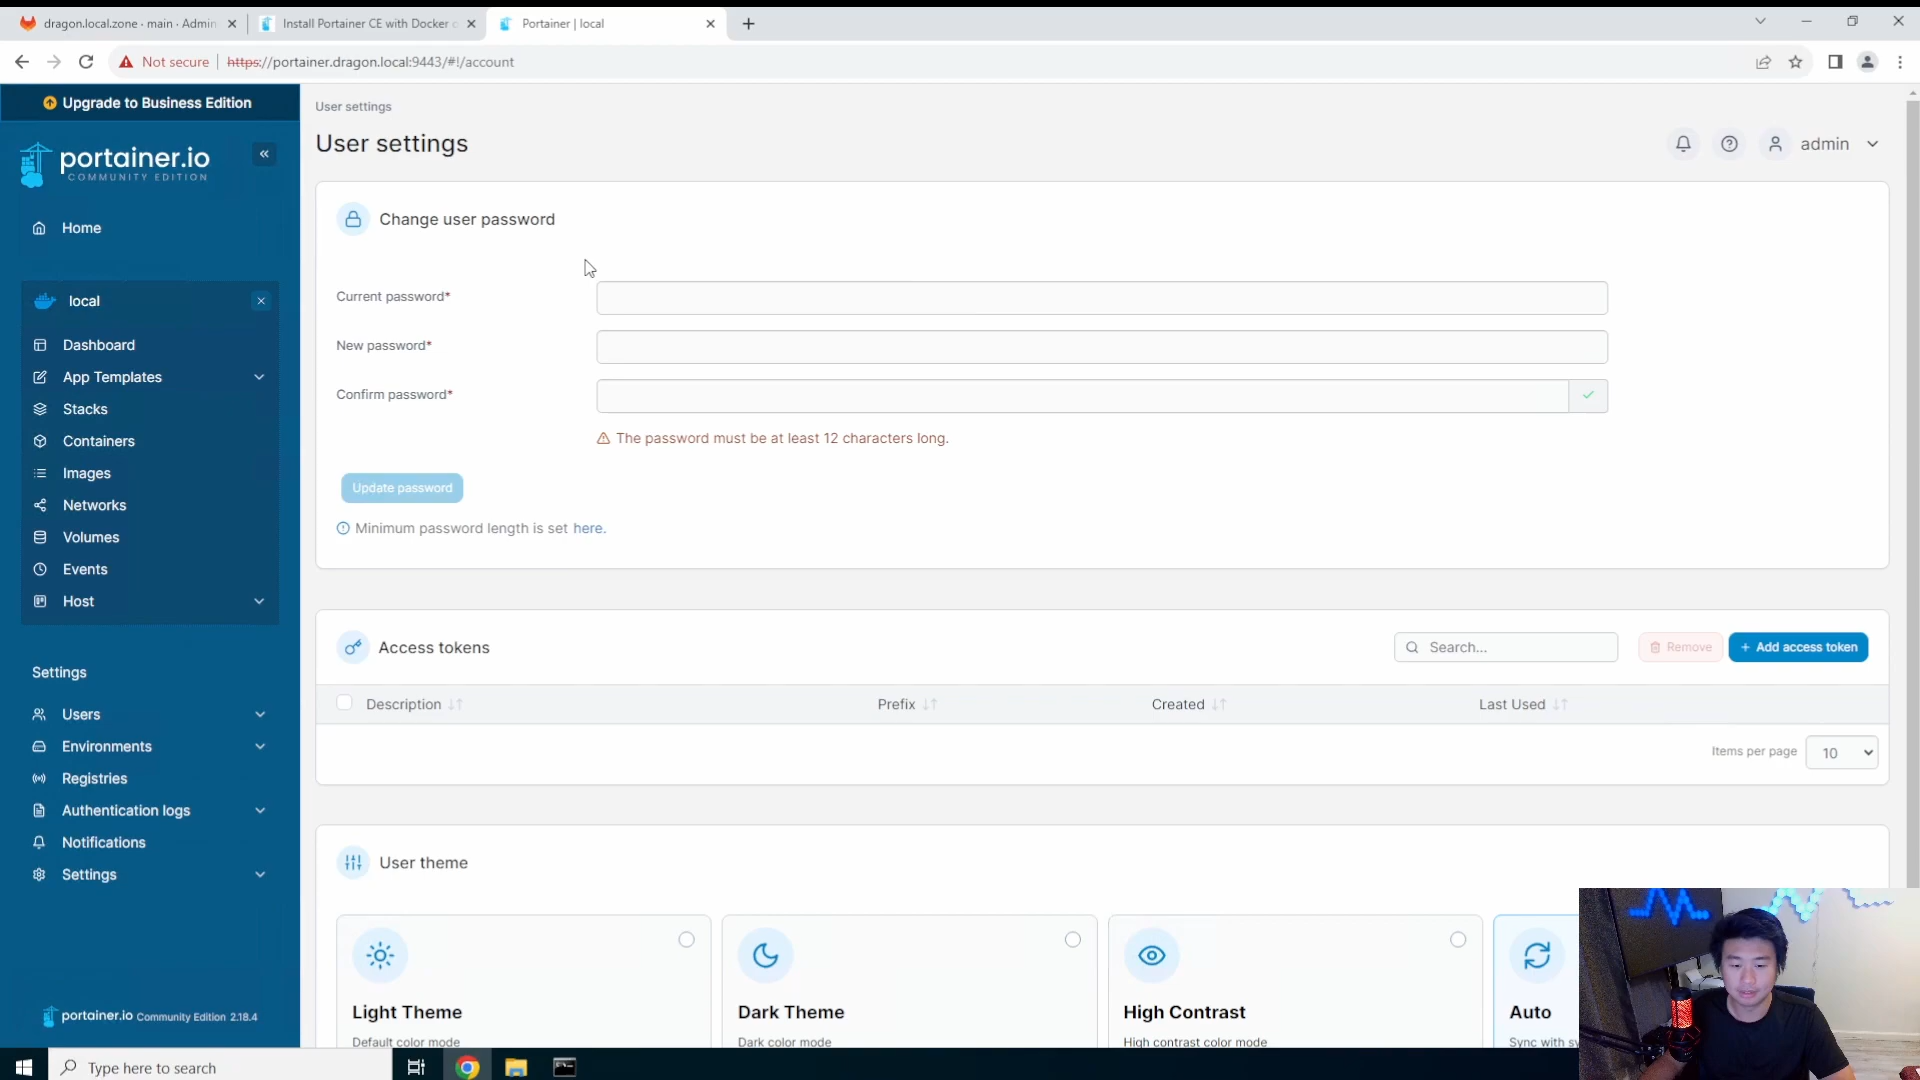 dragon.local.zone · main · Admin
Install Portainer CE with Docker
Portainer | local
Not secure
https://portainer.dragon.local:9443/#!/account
Upgrade to Business Edition
portainer.io
COMMUNITY EDITION
Home
local
Dashboard
App Templates
Stacks
Containers
Images
Networks
Volumes
Events
Host
Settings
Users
Environments
Registries
Authentication logs
Notifications
Settings
portainer.io Community Edition 2.18.4
User settings
User settings
admin
Change user password
Current password*
New password*
Confirm password*
The password must be at least 12 characters long.
Update password
Minimum password length is set here.
Access tokens
Search...
Remove
+ Add access token
Description
Prefix
Created
Last Used
Items per page
10
User theme
Light Theme
Default color mode
Dark Theme
Dark color mode
High Contrast
High contrast color mode
Auto
Sync with
Type here to search